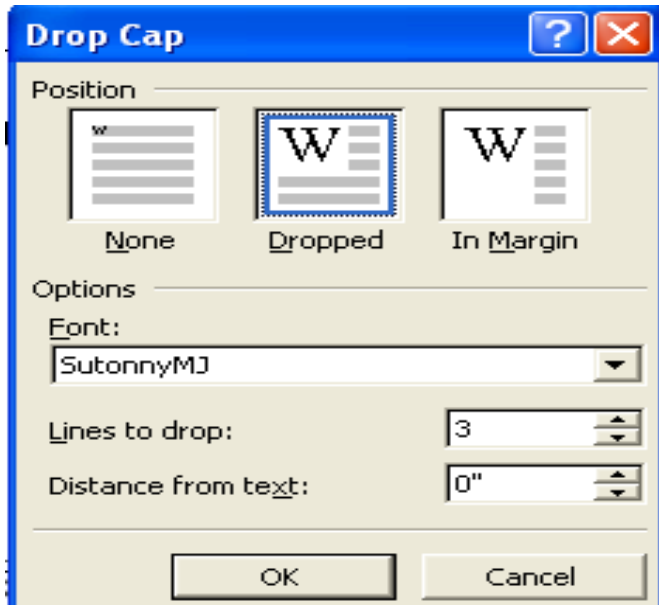 Drop Cap
Position
W W W
None Dropped In Margin
Options
Font:
SutonnyMJ
Lines to drop: 3
Distance from text: 0"
OK Cancel